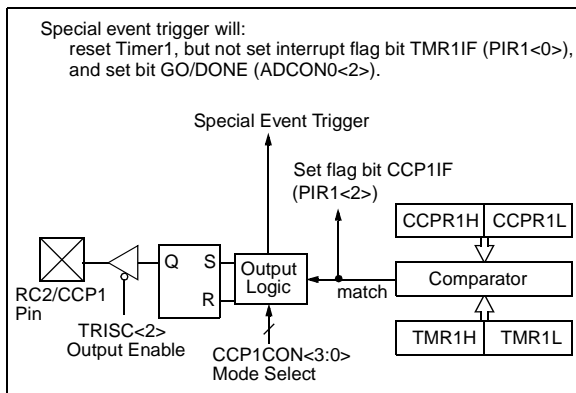 Special event trigger will:
reset Timer1, but not set interrupt flag bit TMR1IF (PIR1<0>),
and set bit GO/DONE (ADCON0<2>).
Special Event Trigger
Set flag bit CCP1IF
(PIR1<2>)
CCPR1H CCPR1L
Q S Output
Logic
R
match
Comparator
RC2/CCP1
Pin
TRISC<2>
Output Enable
CCP1CON<3:0>
Mode Select
TMR1H TMR1L